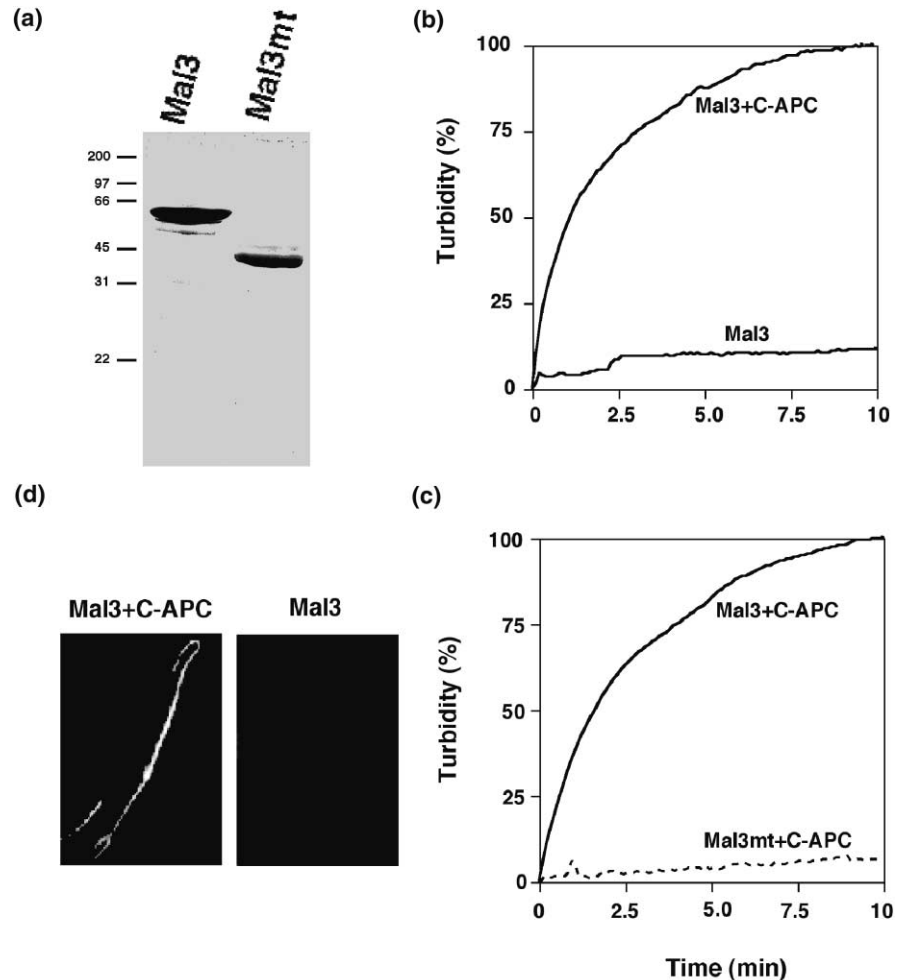 (a)
Mal3
Mal3mt
200
97
66
45
31
22
(b)
100
75
50
25
0
Turbidity (%)
Mal3+C-APC
Mal3
0 2.5 5.0 7.5 10
(d)
Mal3+C-APC Mal3
(c)
100
75
50
25
0
Turbidity (%)
Mal3+C-APC
Mal3mt+C-APC
0 2.5 5.0 7.5 10
Time (min)